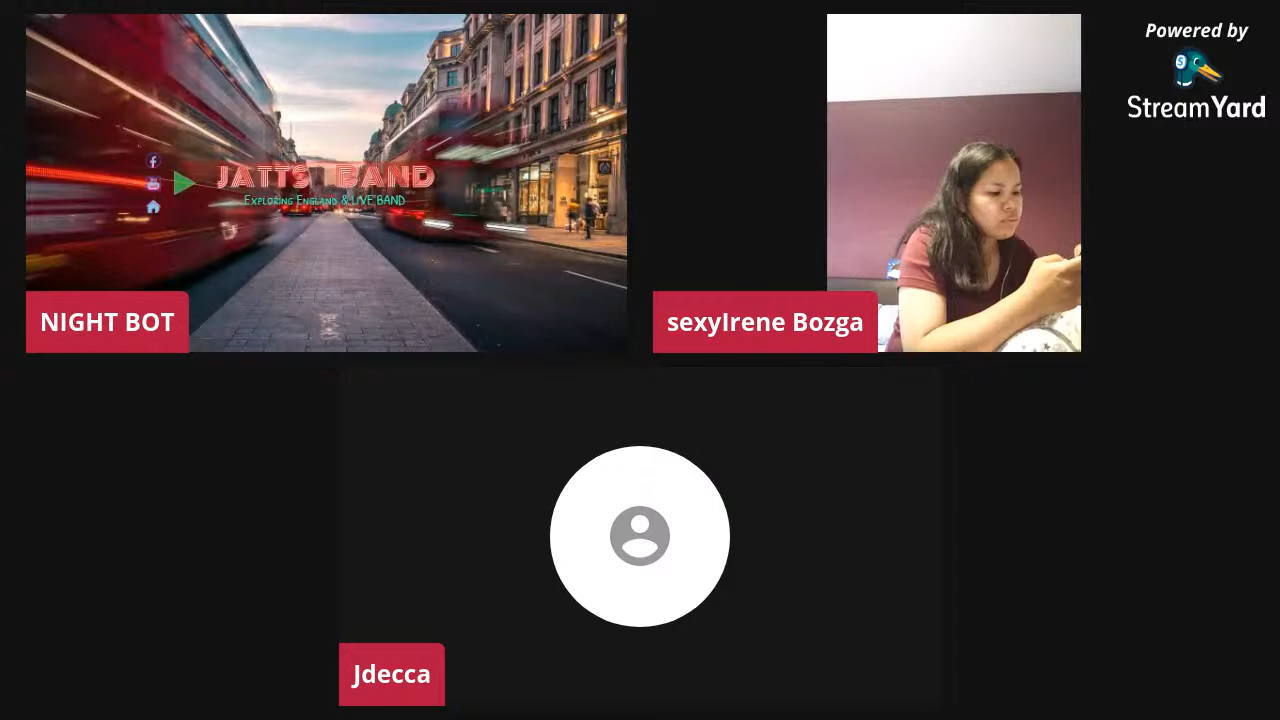 JATTS BAND
EXPLORING ENGLAND & LIVE BAND
NIGHT BOT
sexyIrene Bozga
Powered by
StreamYard
Jdecca